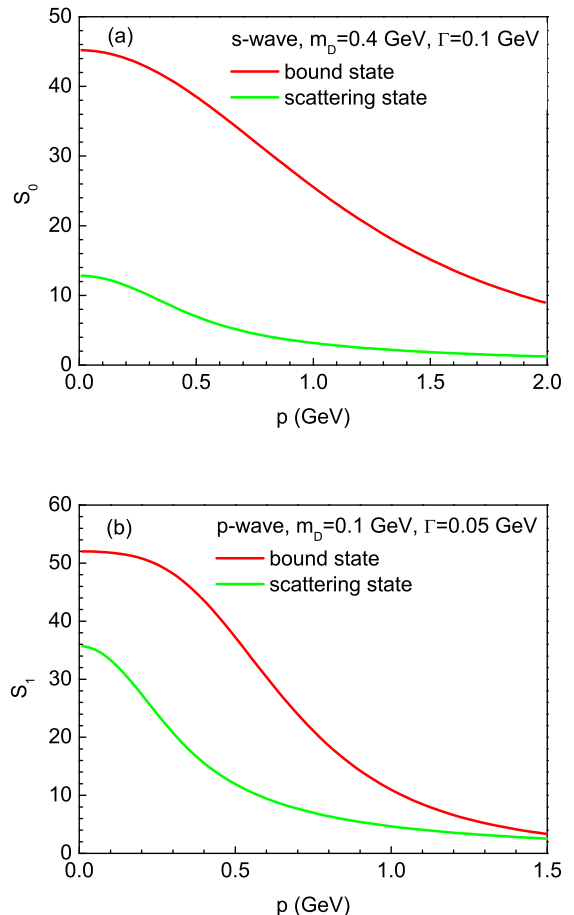 50
(a)
s-wave, m_D=0.4 GeV, Γ=0.1 GeV
bound state
scattering state
40
30
20
10
0
S_0
0.0 0.5 1.0 1.5 2.0
p (GeV)
60
(b)
p-wave, m_D=0.1 GeV, Γ=0.05 GeV
bound state
scattering state
50
40
30
20
10
0
S_1
0.0 0.5 1.0 1.5
p (GeV)